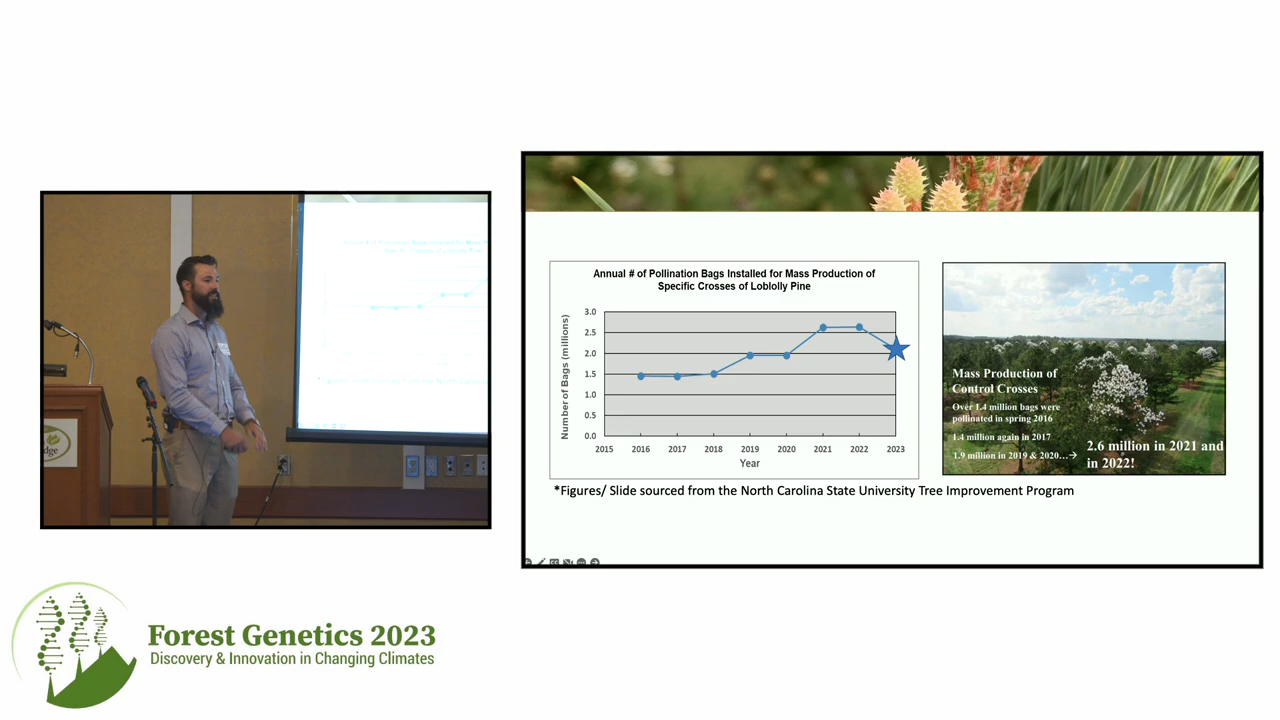 Annual # of Pollination Bags Installed for Mass Production of
Specific Crosses of Loblolly Pine
Number of Bags (millions)
3.0
2.5
2.0
1.5
1.0
0.5
0.0
2015 2016 2017 2018 2019 2020 2021 2022 2023
Year
Mass Production of
Control Crosses
Over 1.4 million bags were
pollinated in spring 2016
1.4 million again in 2017
1.9 million in 2019 & 2020…→
2.6 million in 2021 and
in 2022!
*Figures/ Slide sourced from the North Carolina State University Tree Improvement Program
Forest Genetics 2023
Discovery & Innovation in Changing Climates